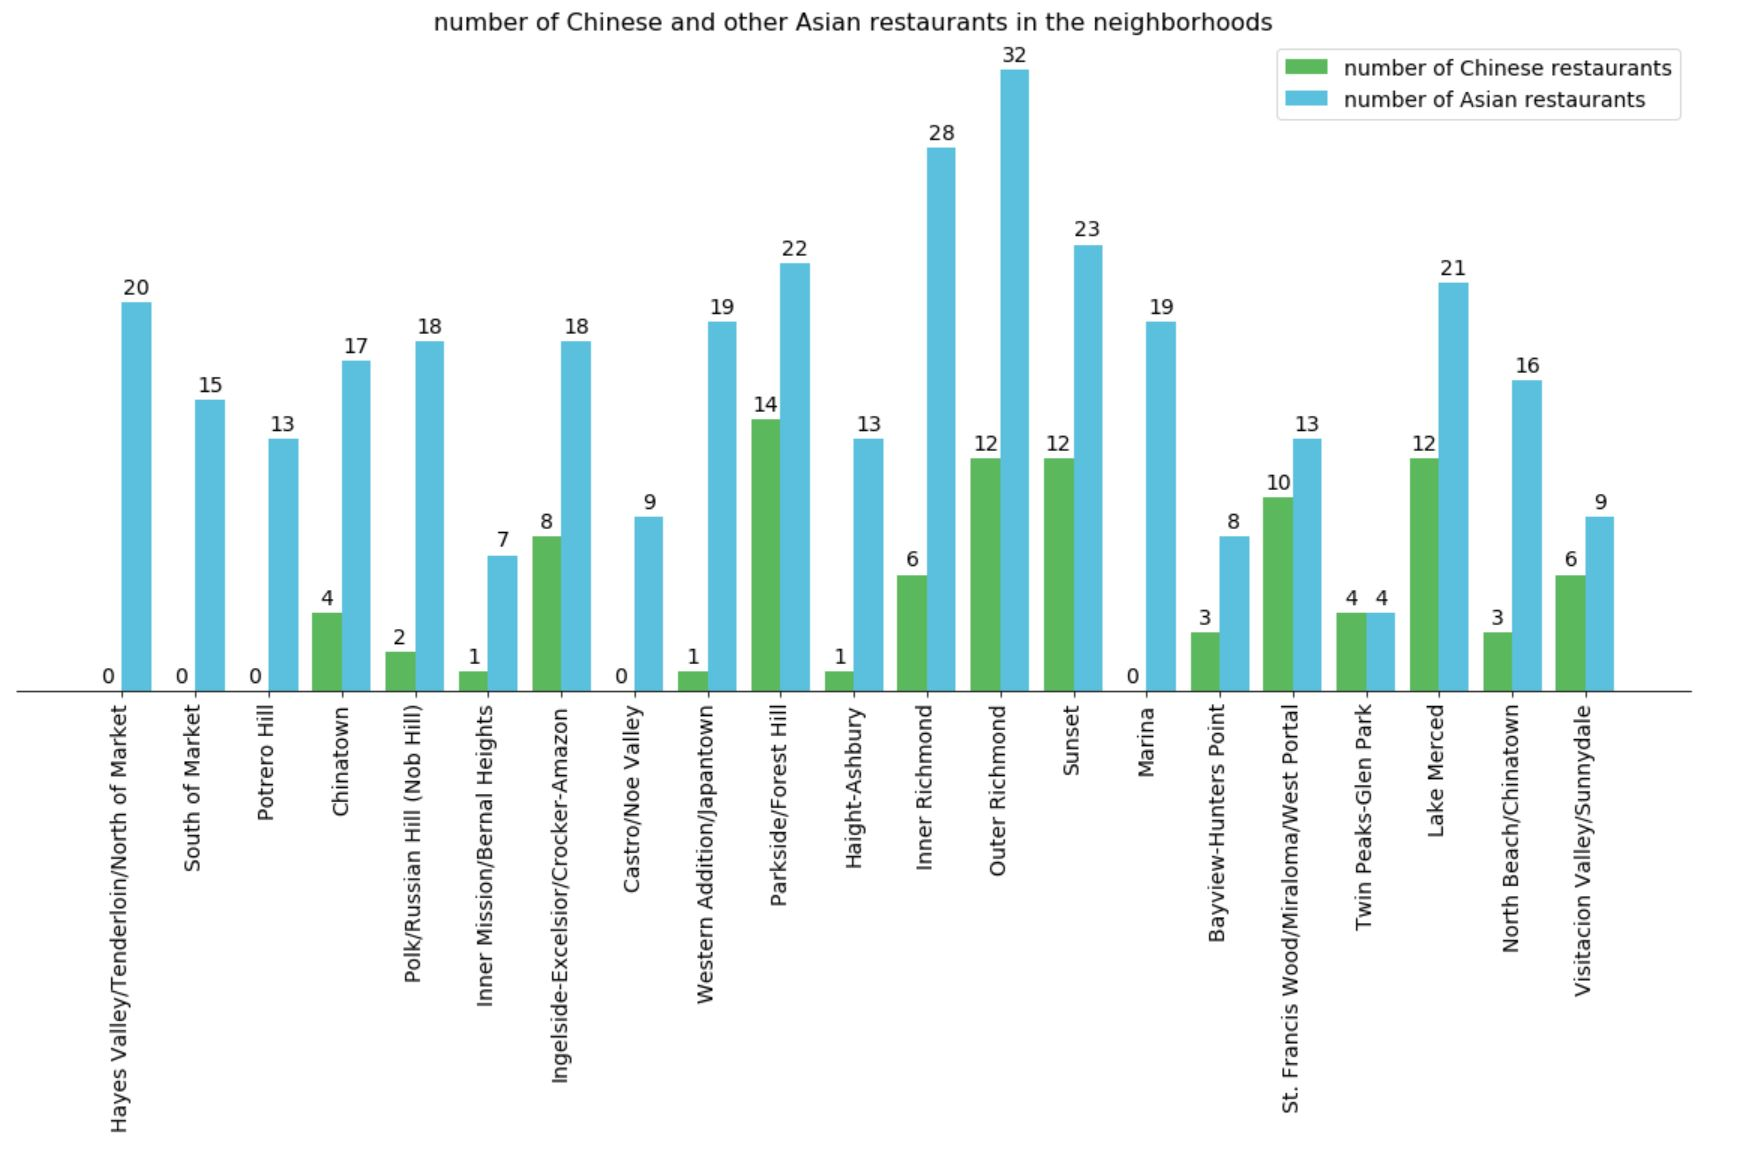 number of Chinese and other Asian restaurants in the neighborhoods
number of Chinese restaurants
number of Asian restaurants
0
20
0
15
0
13
4
17
2
18
1
7
8
18
0
9
1
19
14
22
1
13
6
28
12
32
12
23
0
19
3
8
10
13
4
4
12
21
3
16
6
9
Hayes Valley/Tenderloin/North of Market
South of Market
Potrero Hill
Chinatown
Polk/Russian Hill (Nob Hill)
Inner Mission/Bernal Heights
Ingelside-Excelsior/Crocker-Amazon
Castro/Noe Valley
Western Addition/Japantown
Parkside/Forest Hill
Haight-Ashbury
Inner Richmond
Outer Richmond
Sunset
Marina
Bayview-Hunters Point
St. Francis Wood/Miraloma/West Portal
Twin Peaks-Glen Park
Lake Merced
North Beach/Chinatown
Visitacion Valley/Sunnydale